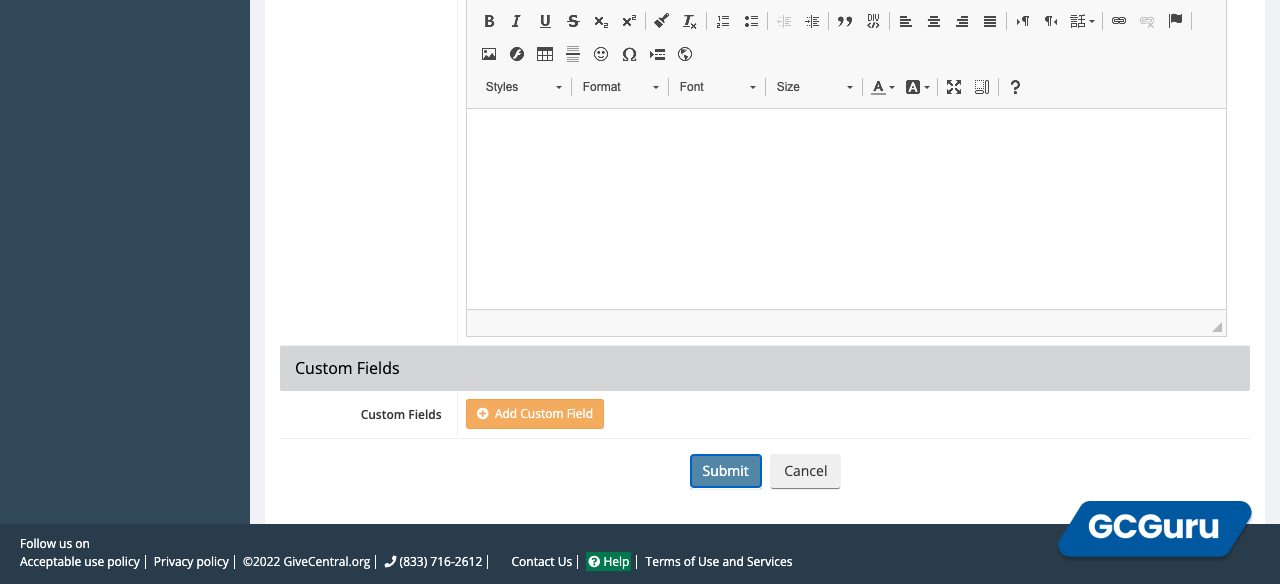 Styles Format Font Size
Custom Fields
Custom Fields Add Custom Field
Submit Cancel
GCGuru
Follow us on
Acceptable use policy | Privacy policy | ©2022 GiveCentral.org | (833) 716-2612 | Contact Us | Help | Terms of Use and Services